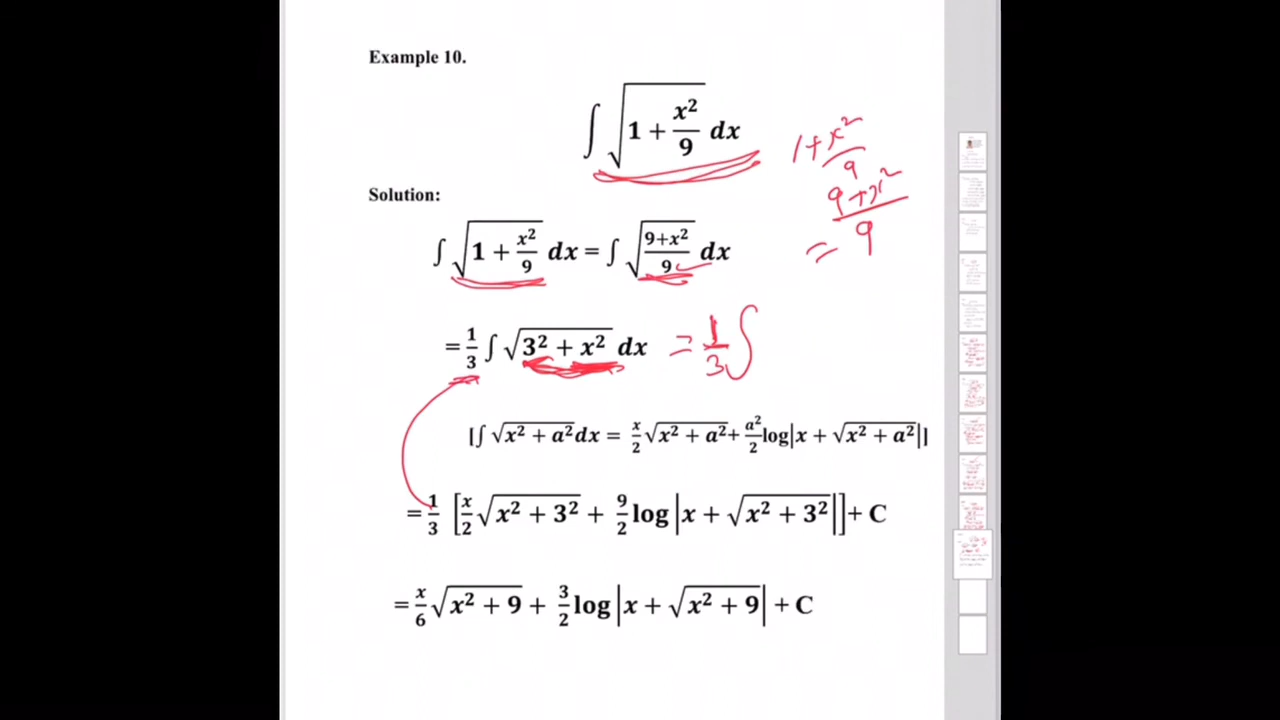 Example 10.
∫ √(1 + x²/9) dx
1 + x²/9
9 + x²
= 9
Solution:
∫ √(1 + x²/9) dx = ∫ √((9+x²)/9) dx
= 1/3 ∫ √(3² + x²) dx = 1/3 ∫
[∫ √(x² + a²) dx = x/2 √(x² + a²) + a²/2 log|x + √(x² + a²)|]
= 1/3 [x/2 √(x² + 3²) + 9/2 log|x + √(x² + 3²)|] + C
= x/6 √(x² + 9) + 3/2 log|x + √(x² + 9)| + C